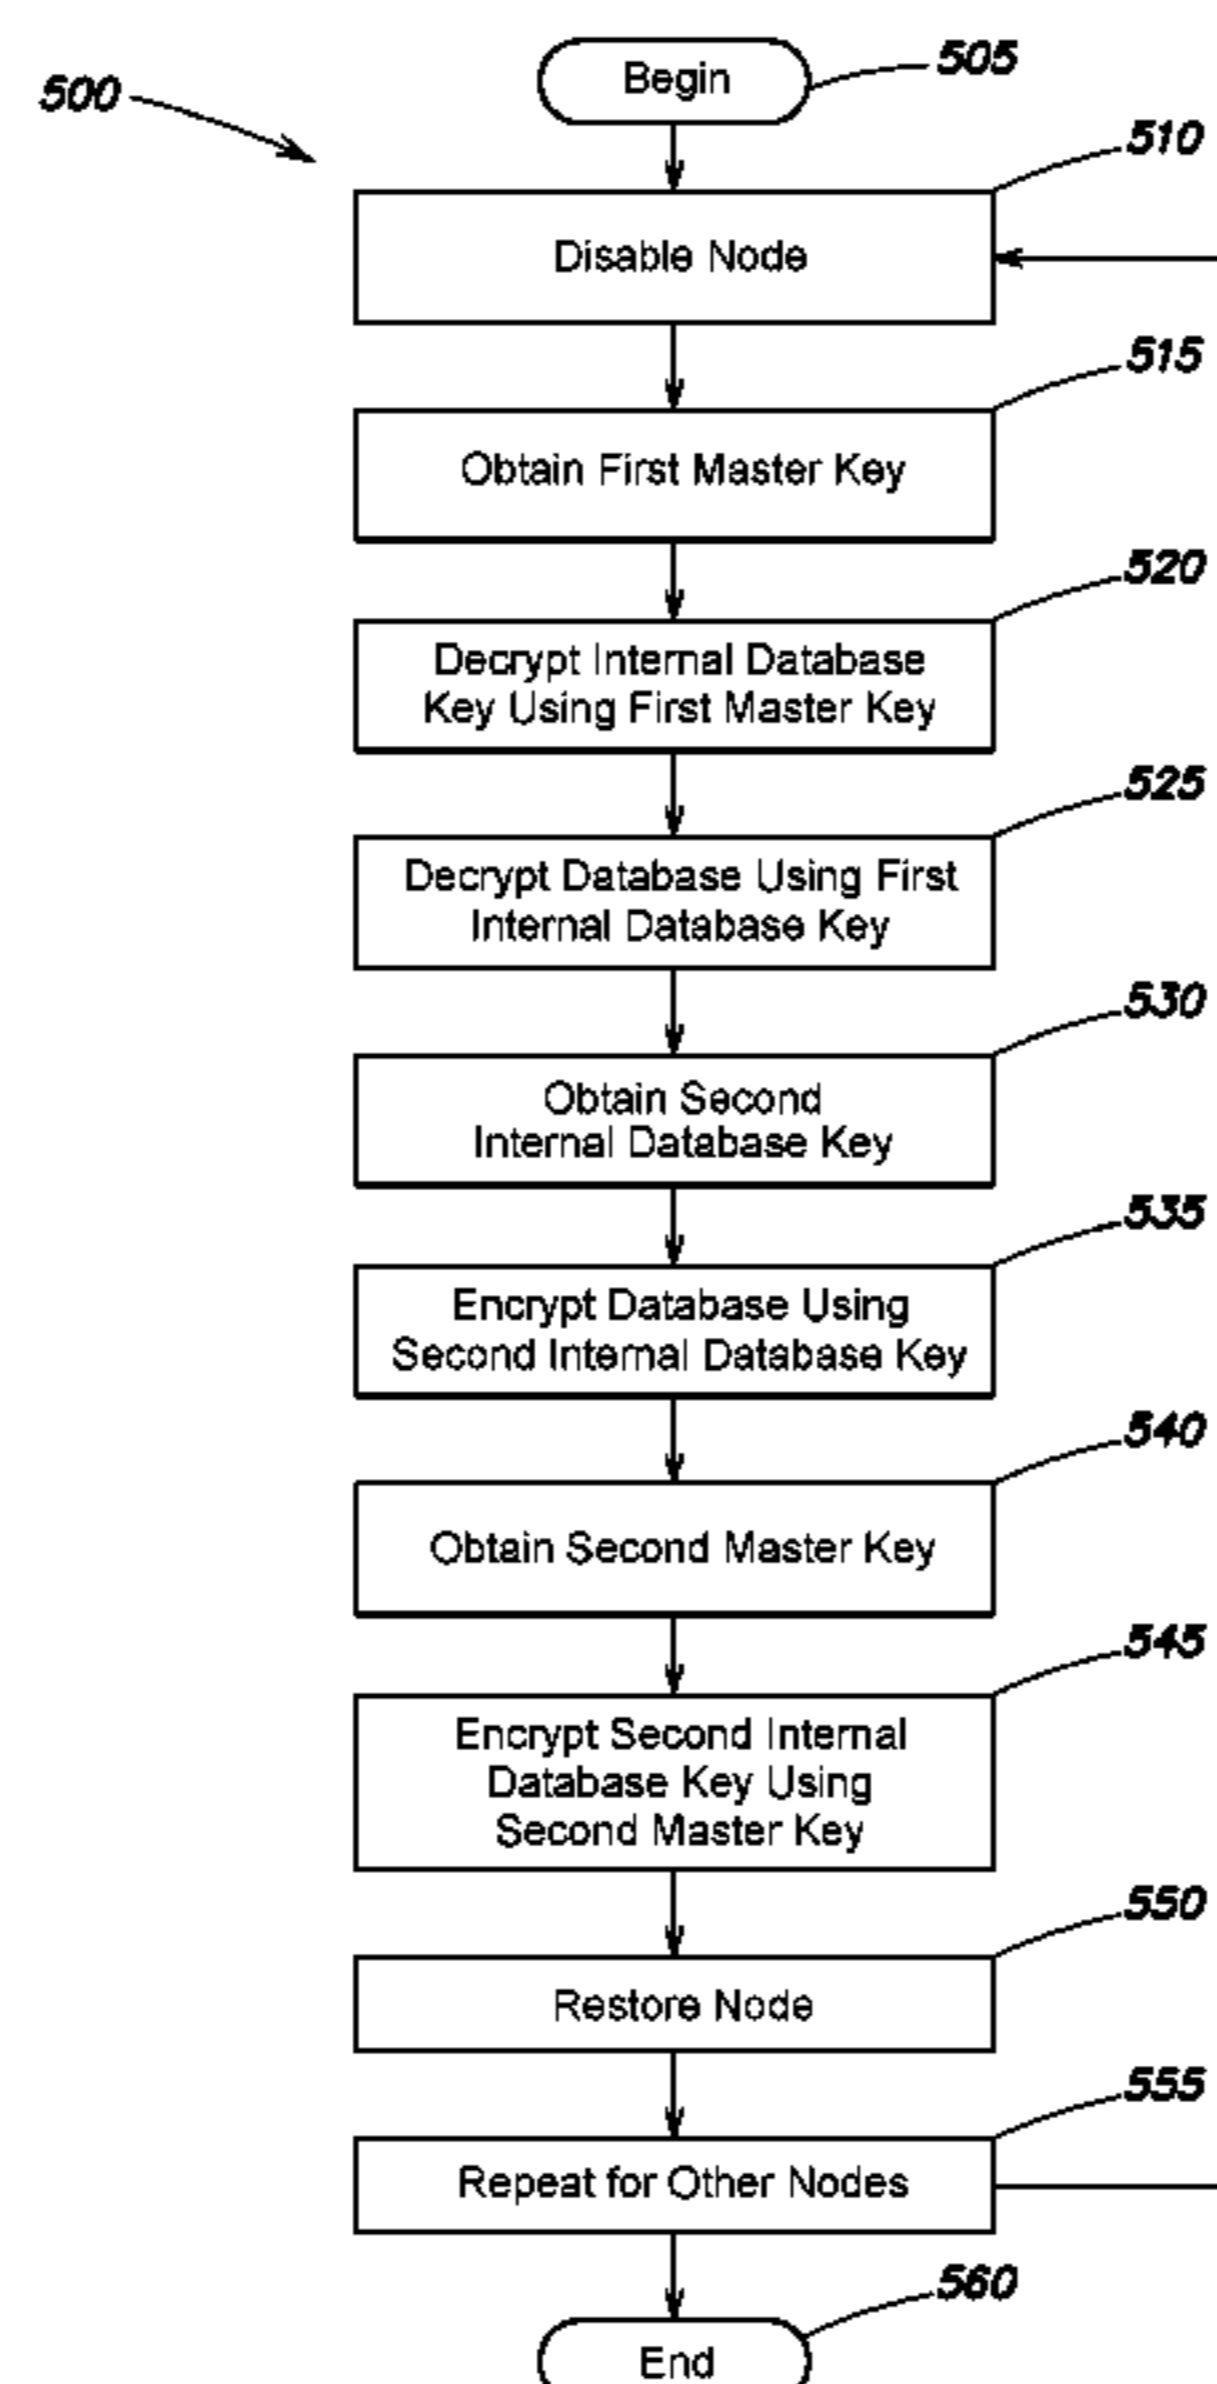 Begin
505
500
510
Disable Node
515
Obtain First Master Key
520
Decrypt Internal Database
Key Using First Master Key
525
Decrypt Database Using First
Internal Database Key
530
Obtain Second
Internal Database Key
535
Encrypt Database Using
Second Internal Database Key
540
Obtain Second Master Key
545
Encrypt Second Internal
Database Key Using
Second Master Key
550
Restore Node
555
Repeat for Other Nodes
560
End